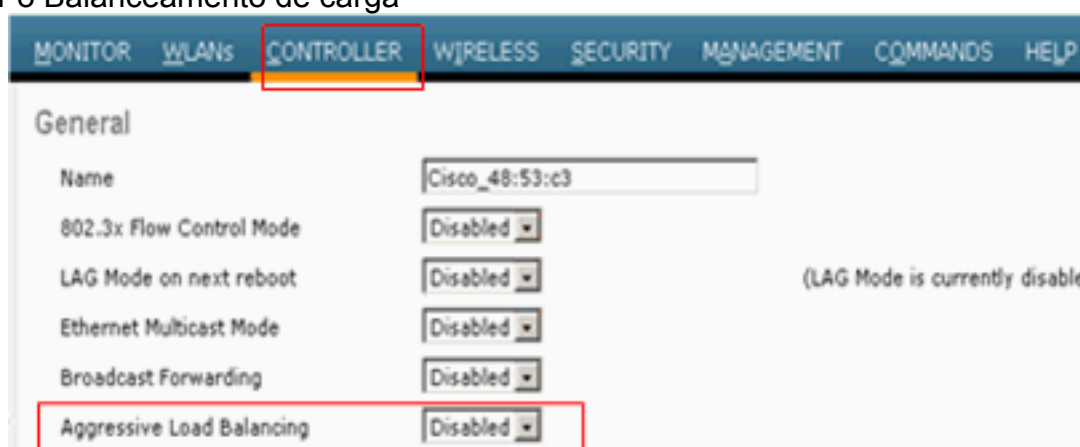 o Balanceamento de carga
MONITOR WLANs CONTROLLER WIRELESS SECURITY MANAGEMENT COMMANDS HELP
General
Name Cisco_48:53:c3
802.3x Flow Control Mode Disabled
LAG Mode on next reboot Disabled (LAG Mode is currently disable
Ethernet Multicast Mode Disabled
Broadcast Forwarding Disabled
Aggressive Load Balancing Disabled